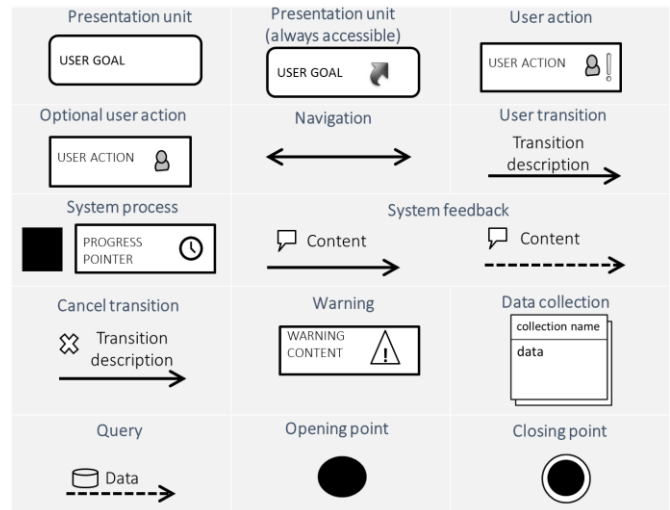 Presentation unit
USER GOAL
Presentation unit
(always accessible)
USER GOAL
User action
USER ACTION
Optional user action
USER ACTION
Navigation
User transition
Transition
description
System process
PROGRESS
POINTER
System feedback
Content
Content
Cancel transition
Transition
description
Warning
WARNING
CONTENT
!
Data collection
collection name
data
Query
Data
Opening point
Closing point